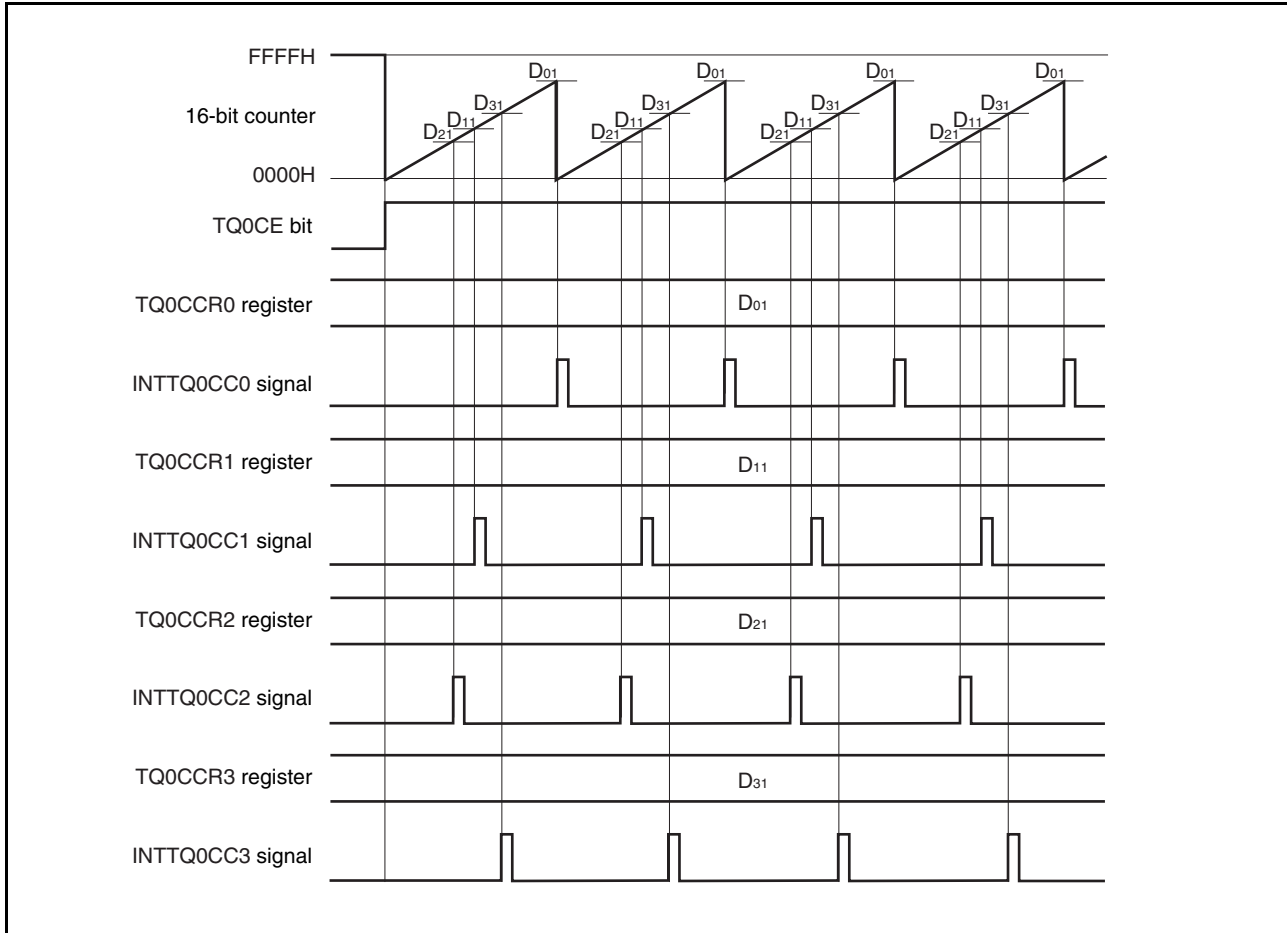 FFFFH
D01 D01 D01 D01
16-bit counter
D31 D31 D31 D31
D11 D11 D11 D11
D21 D21 D21 D21
0000H
TQ0CE bit
TQ0CCR0 register
D01
INTTQ0CC0 signal
TQ0CCR1 register
D11
INTTQ0CC1 signal
TQ0CCR2 register
D21
INTTQ0CC2 signal
TQ0CCR3 register
D31
INTTQ0CC3 signal